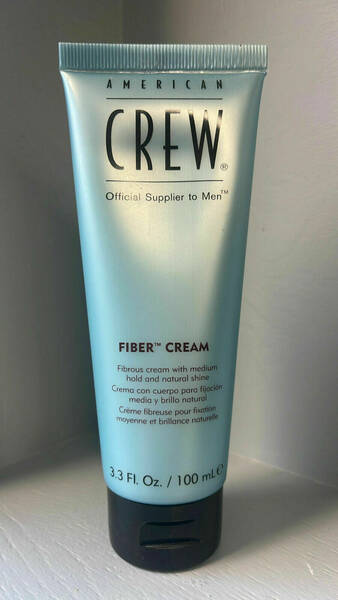 AMERICAN
CREW®
Official Supplier to Men™
FIBER™ CREAM
Fibrous cream with medium
hold and natural shine
Crema con cuerpo para fijación
media y brillo natural
Crème fibreuse pour fixation
moyenne et brillance naturelle
3.3 Fl. Oz. / 100 mL℮